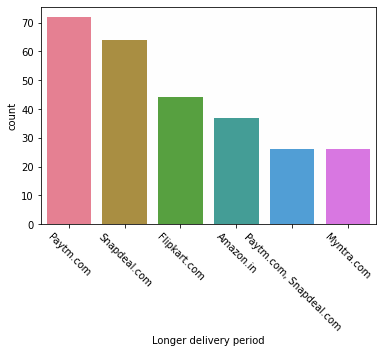 70
60
50
40
30
20
10
0
count
Paytm.com
Snapdeal.com
Flipkart.com
Amazon.in
Paytm.com, Snapdeal.com
Myntra.com
Longer delivery period